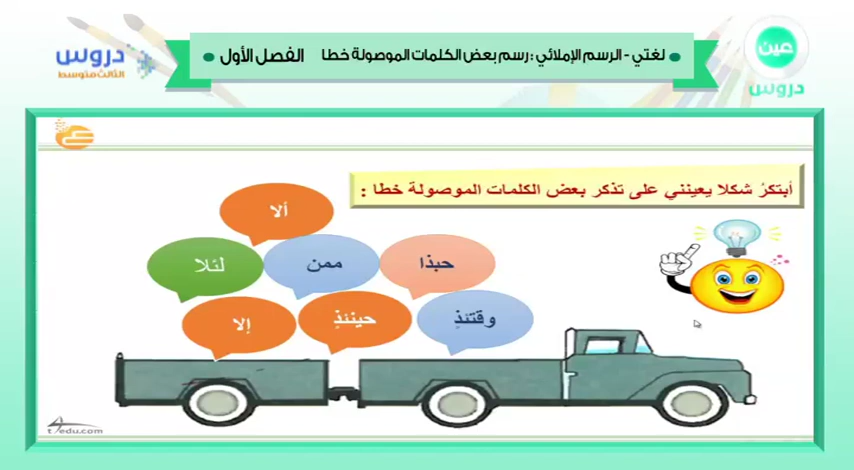 لغتي - الرسم الإملائي : رسم بعض الكلمات الموصولة خطا
الفصل الأول
عين
دروس
دروس
الثالث متوسط
أبتكرُ شكلا يعينني على تذكر بعض الكلمات الموصولة خطا :
ألا
حبذا
ممن
لئلا
وقتئذٍ
حينئذٍ
إلا
t4edu.com